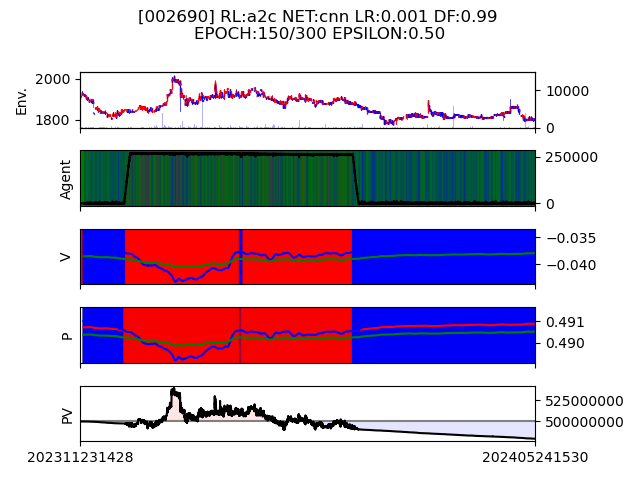 [002690] RL:a2c NET:cnn LR:0.001 DF:0.99
EPOCH:150/300 EPSILON:0.50
Env.
2000
1800
10000
0
Agent
250000
0
V
−0.035
−0.040
P
0.491
0.490
PV
525000000
500000000
202311231428
202405241530